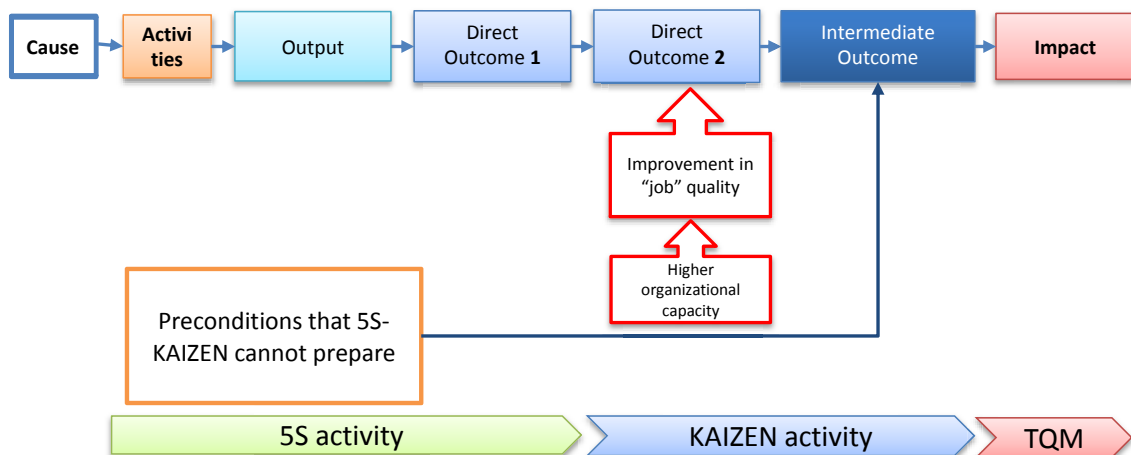 Cause
Activi
ties
Output
Direct
Outcome 1
Direct
Outcome 2
Intermediate
Outcome
Impact
Improvement in
“job” quality
Higher
organizational
capacity
Preconditions that 5S-
KAIZEN cannot prepare
5S activity
KAIZEN activity
TQM